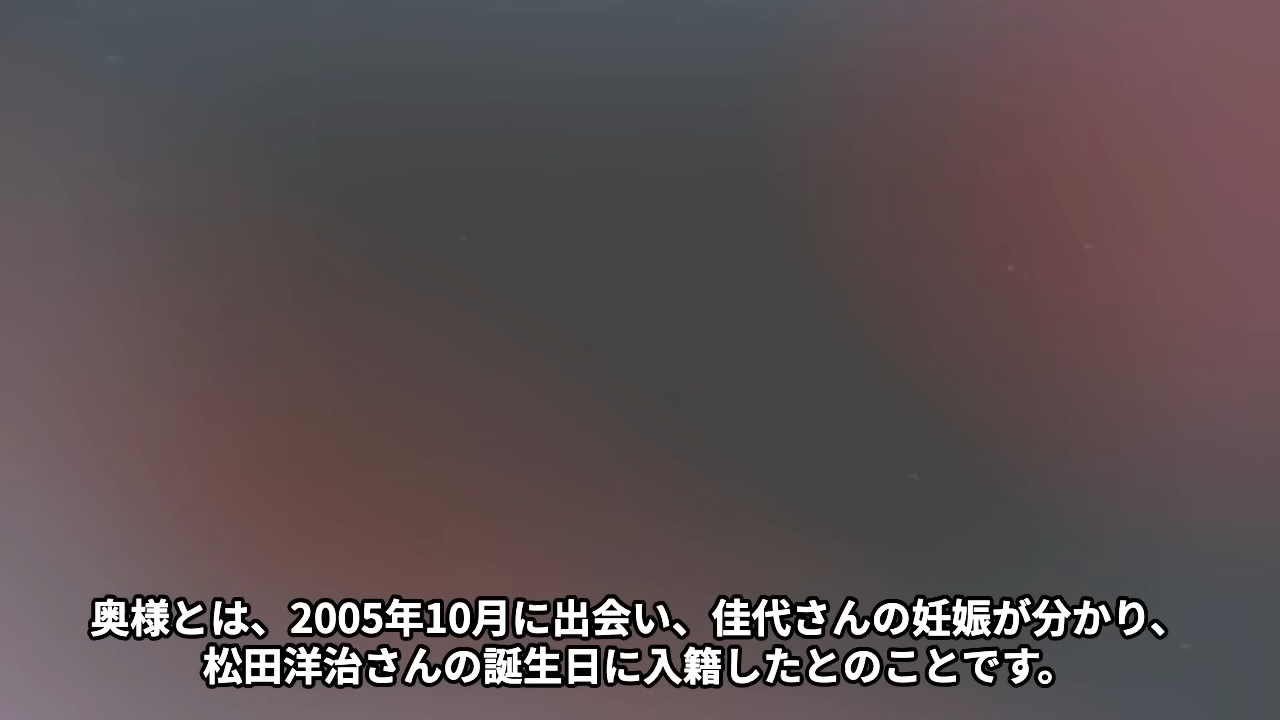 奥様とは、2005年10月に出会い、佳代さんの妊娠が分かり、
松田洋治さんの誕生日に入籍したとのことです。